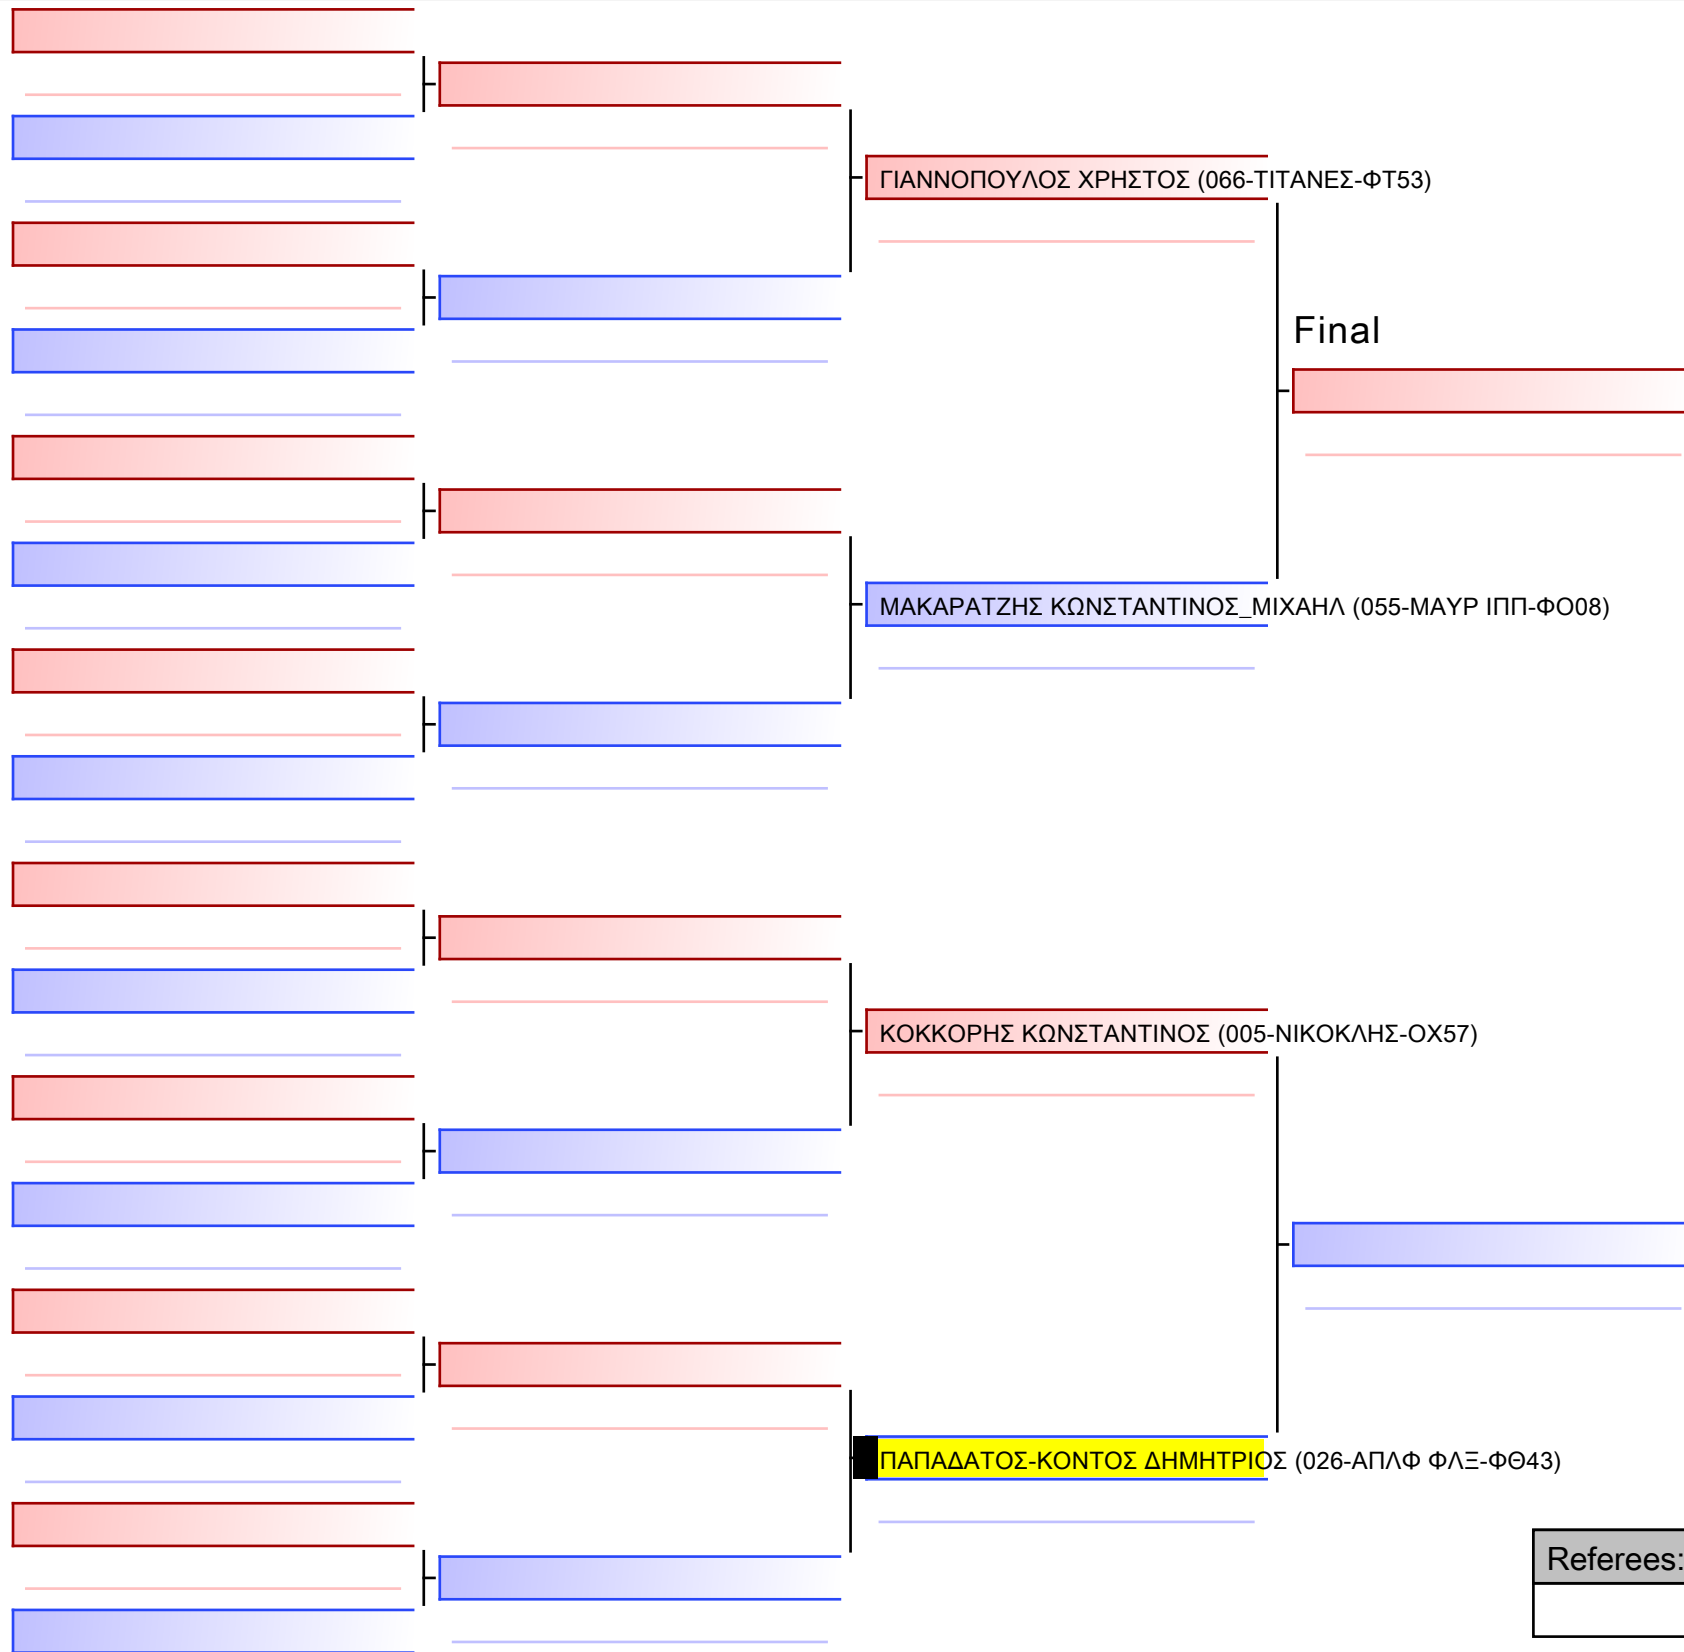 ΓΙΑΝΝΟΠΟΥΛΟΣ ΧΡΗΣΤΟΣ (066-ΤΙΤΑΝΕΣ-ΦΤ53)
Final
ΜΑΚΑΡΑΤΖΗΣ ΚΩΝΣΤΑΝΤΙΝΟΣ_ΜΙΧΑΗΛ (055-ΜΑΥΡ ΙΠΠ-ΦΟ08)
ΚΟΚΚΟΡΗΣ ΚΩΝΣΤΑΝΤΙΝΟΣ (005-ΝΙΚΟΚΛΗΣ-ΟΧ57)
ΠΑΠΑΔΑΤΟΣ-ΚΟΝΤΟΣ ΔΗΜΗΤΡΙΟΣ (026-ΑΠΛΦ ΦΛΞ-ΦΘ43)
Referees: